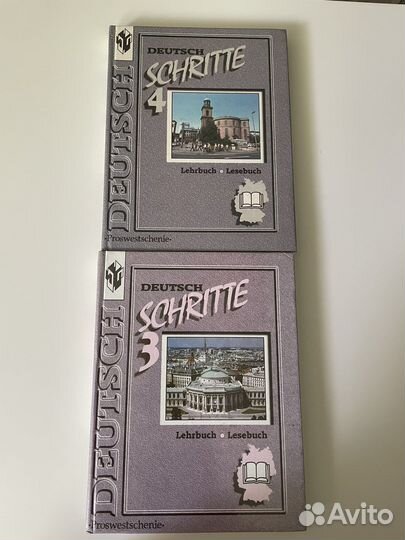 DEUTSCH
DEUTSCH
SCHRITTE
4
Lehrbuch • Lesebuch
•Proswestschenie•
DEUTSCH
DEUTSCH
SCHRITTE
3
Lehrbuch • Lesebuch
•Proswestschenie•
Avito